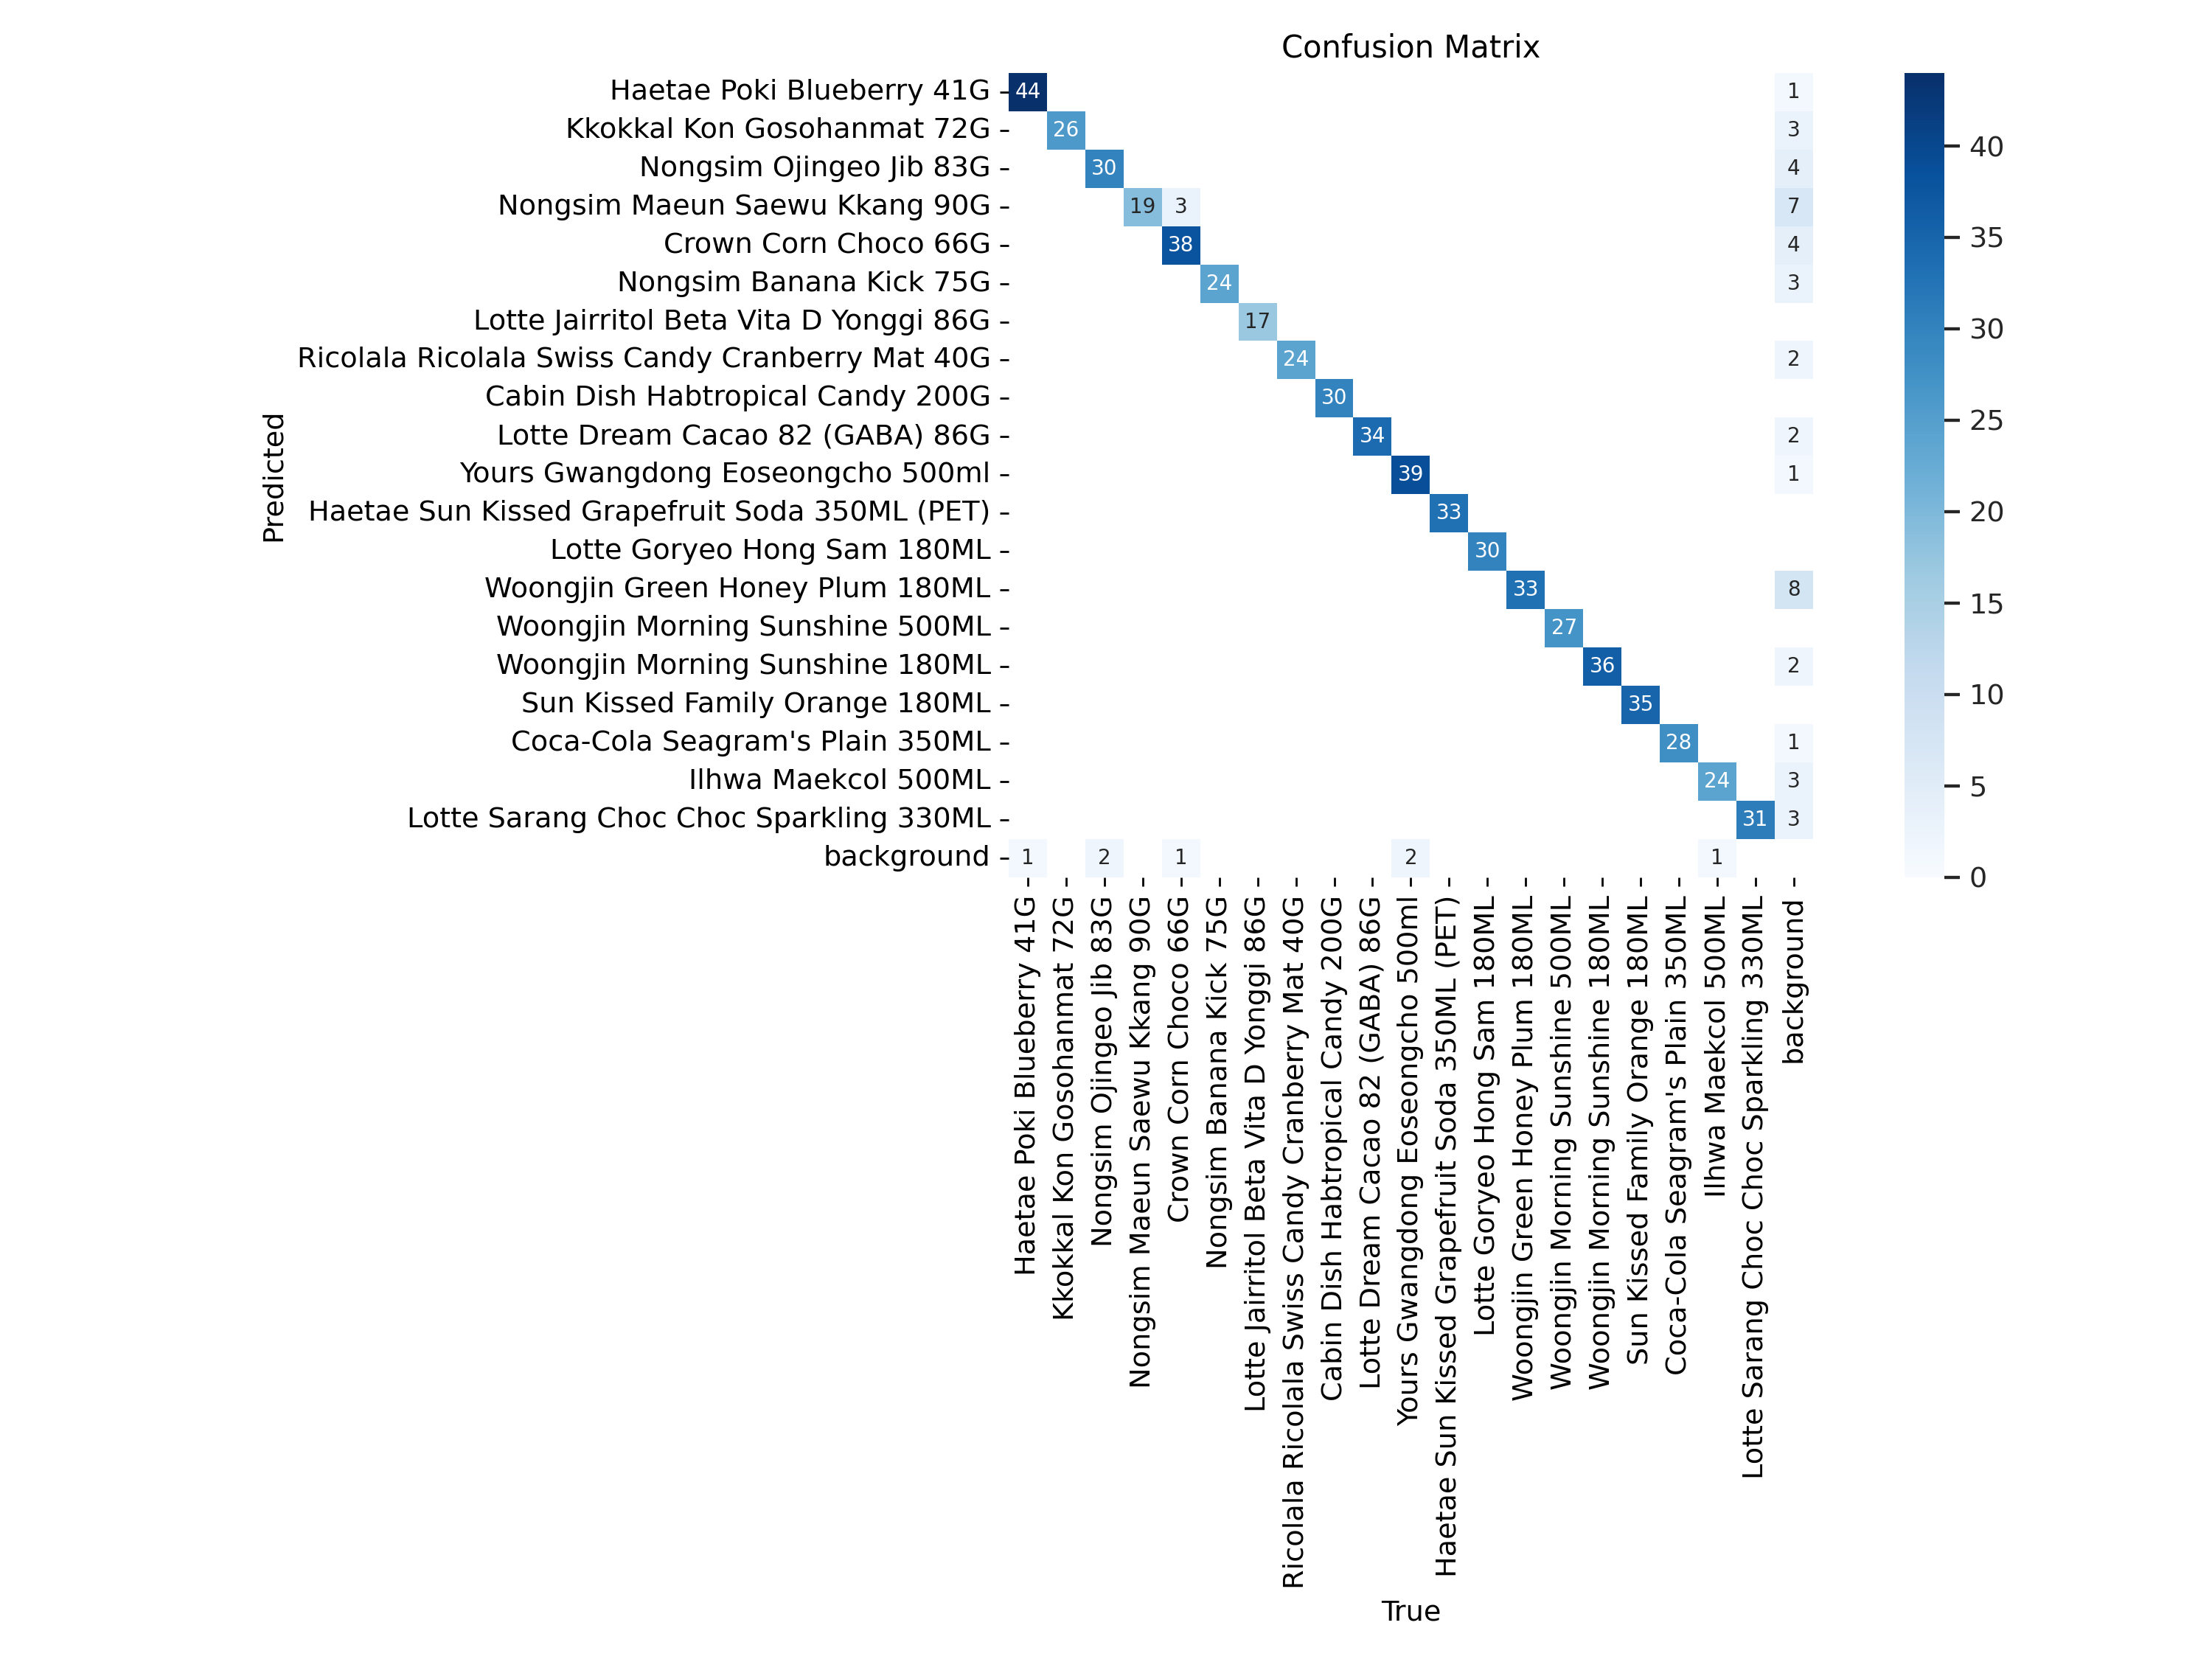 Confusion Matrix
Haetae Poki Blueberry 41G 44 1
Kkokkal Kon Gosohanmat 72G 26 3
Nongsim Ojingeo Jib 83G 30 4
Nongsim Maeun Saewu Kkang 90G 19 3 7
Crown Corn Choco 66G 38 4
Nongsim Banana Kick 75G 24 3
Lotte Jairritol Beta Vita D Yonggi 86G 17
Ricolala Ricolala Swiss Candy Cranberry Mat 40G 24 2
Cabin Dish Habtropical Candy 200G 30
Lotte Dream Cacao 82 (GABA) 86G 34 2
Yours Gwangdong Eoseongcho 500ml 39 1
Haetae Sun Kissed Grapefruit Soda 350ML (PET) 33
Lotte Goryeo Hong Sam 180ML 30
Woongjin Green Honey Plum 180ML 33 8
Woongjin Morning Sunshine 500ML 27
Woongjin Morning Sunshine 180ML 36 2
Sun Kissed Family Orange 180ML 35
Coca-Cola Seagram's Plain 350ML 28 1
Ilhwa Maekcol 500ML 24 3
Lotte Sarang Choc Choc Sparkling 330ML 31 3
background 1 2 1 2 1
Predicted
Haetae Poki Blueberry 41G
Kkokkal Kon Gosohanmat 72G
Nongsim Ojingeo Jib 83G
Nongsim Maeun Saewu Kkang 90G
Crown Corn Choco 66G
Nongsim Banana Kick 75G
Lotte Jairritol Beta Vita D Yonggi 86G
Ricolala Ricolala Swiss Candy Cranberry Mat 40G
Cabin Dish Habtropical Candy 200G
Lotte Dream Cacao 82 (GABA) 86G
Yours Gwangdong Eoseongcho 500ml
Haetae Sun Kissed Grapefruit Soda 350ML (PET)
Lotte Goryeo Hong Sam 180ML
Woongjin Green Honey Plum 180ML
Woongjin Morning Sunshine 500ML
Woongjin Morning Sunshine 180ML
Sun Kissed Family Orange 180ML
Coca-Cola Seagram's Plain 350ML
Ilhwa Maekcol 500ML
Lotte Sarang Choc Choc Sparkling 330ML
background
True
40
35
30
25
20
15
10
5
0